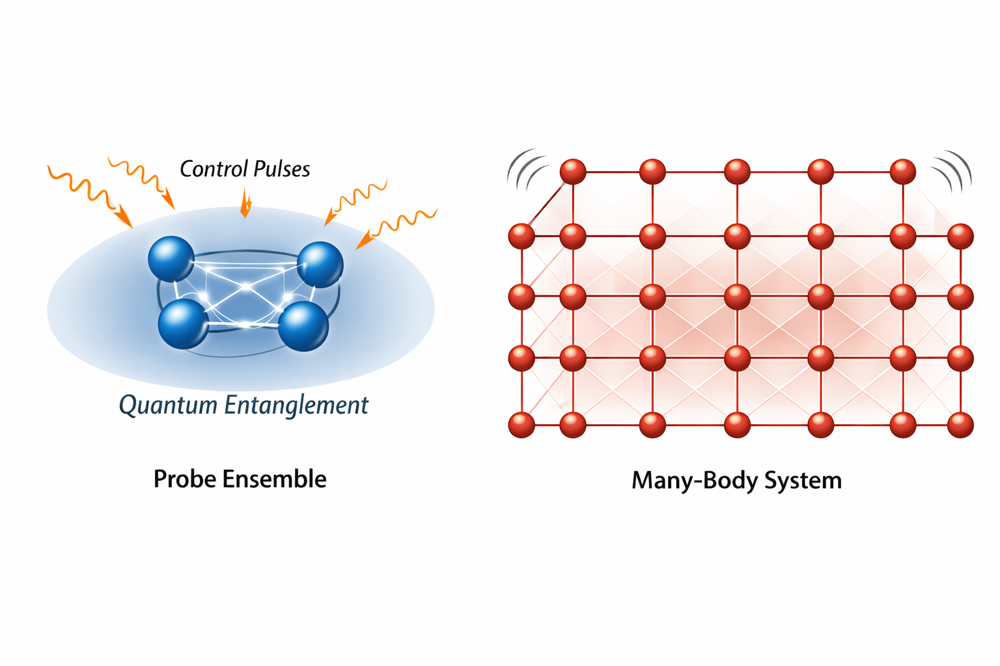 Control Pulses
Quantum Entanglement
Probe Ensemble
Many-Body System